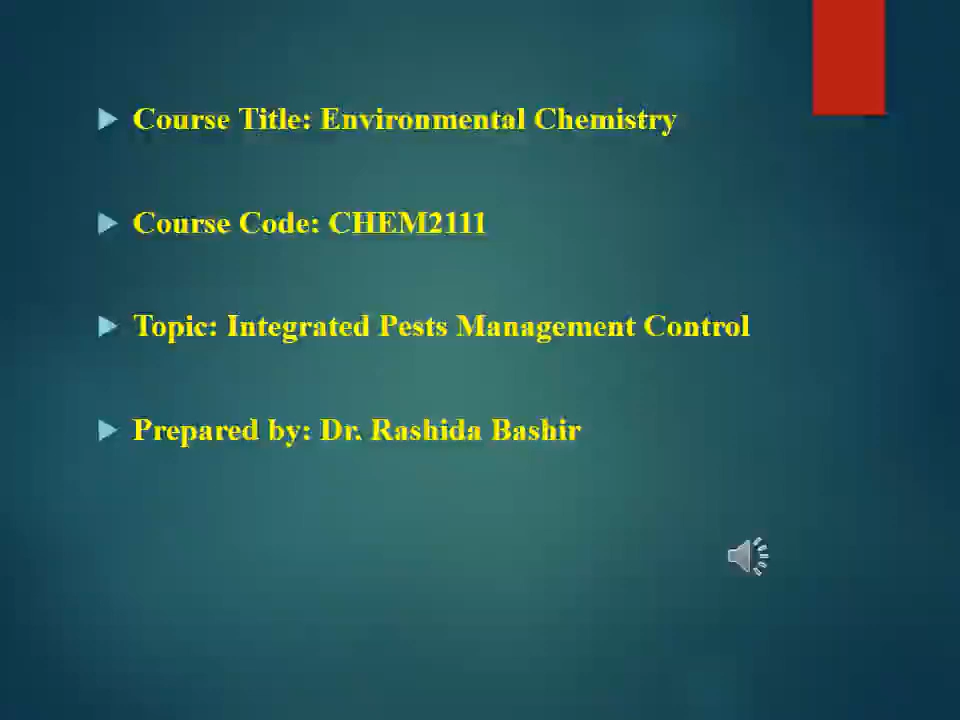 Course Title: Environmental Chemistry
Course Code: CHEM2111
Topic: Integrated Pests Management Control
Prepared by: Dr. Rashida Bashir